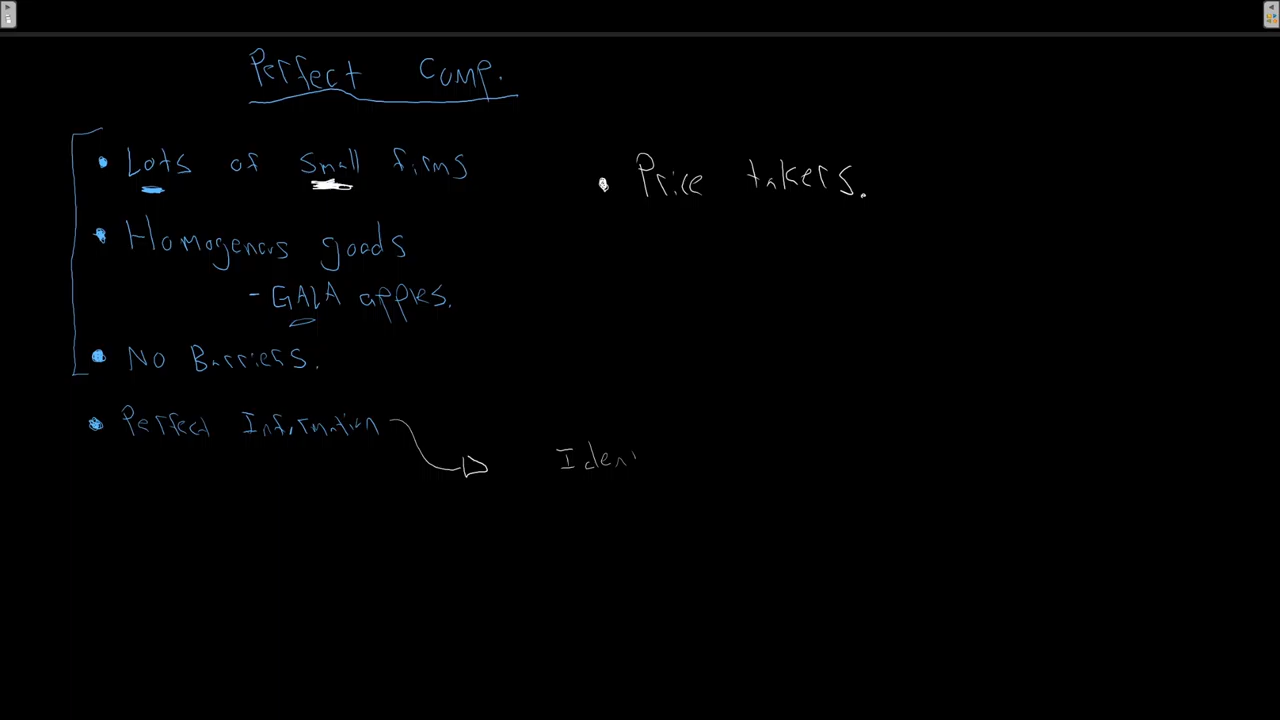 Perfect Comp.
• Lots of Small firms
• Homogenous goods
- GALA apples.
• No Barriers.
• Perfect Information
• Price takers.
Iden